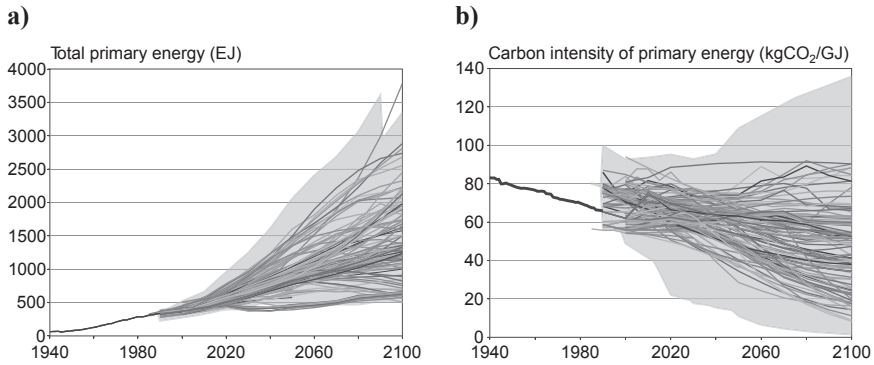 a)
Total primary energy (EJ)
4000
3500
3000
2500
2000
1500
1000
500
0
1940 1980 2020 2060 2100
b)
Carbon intensity of primary energy (kgCO₂/GJ)
140
120
100
80
60
40
20
0
1940 1980 2020 2060 2100